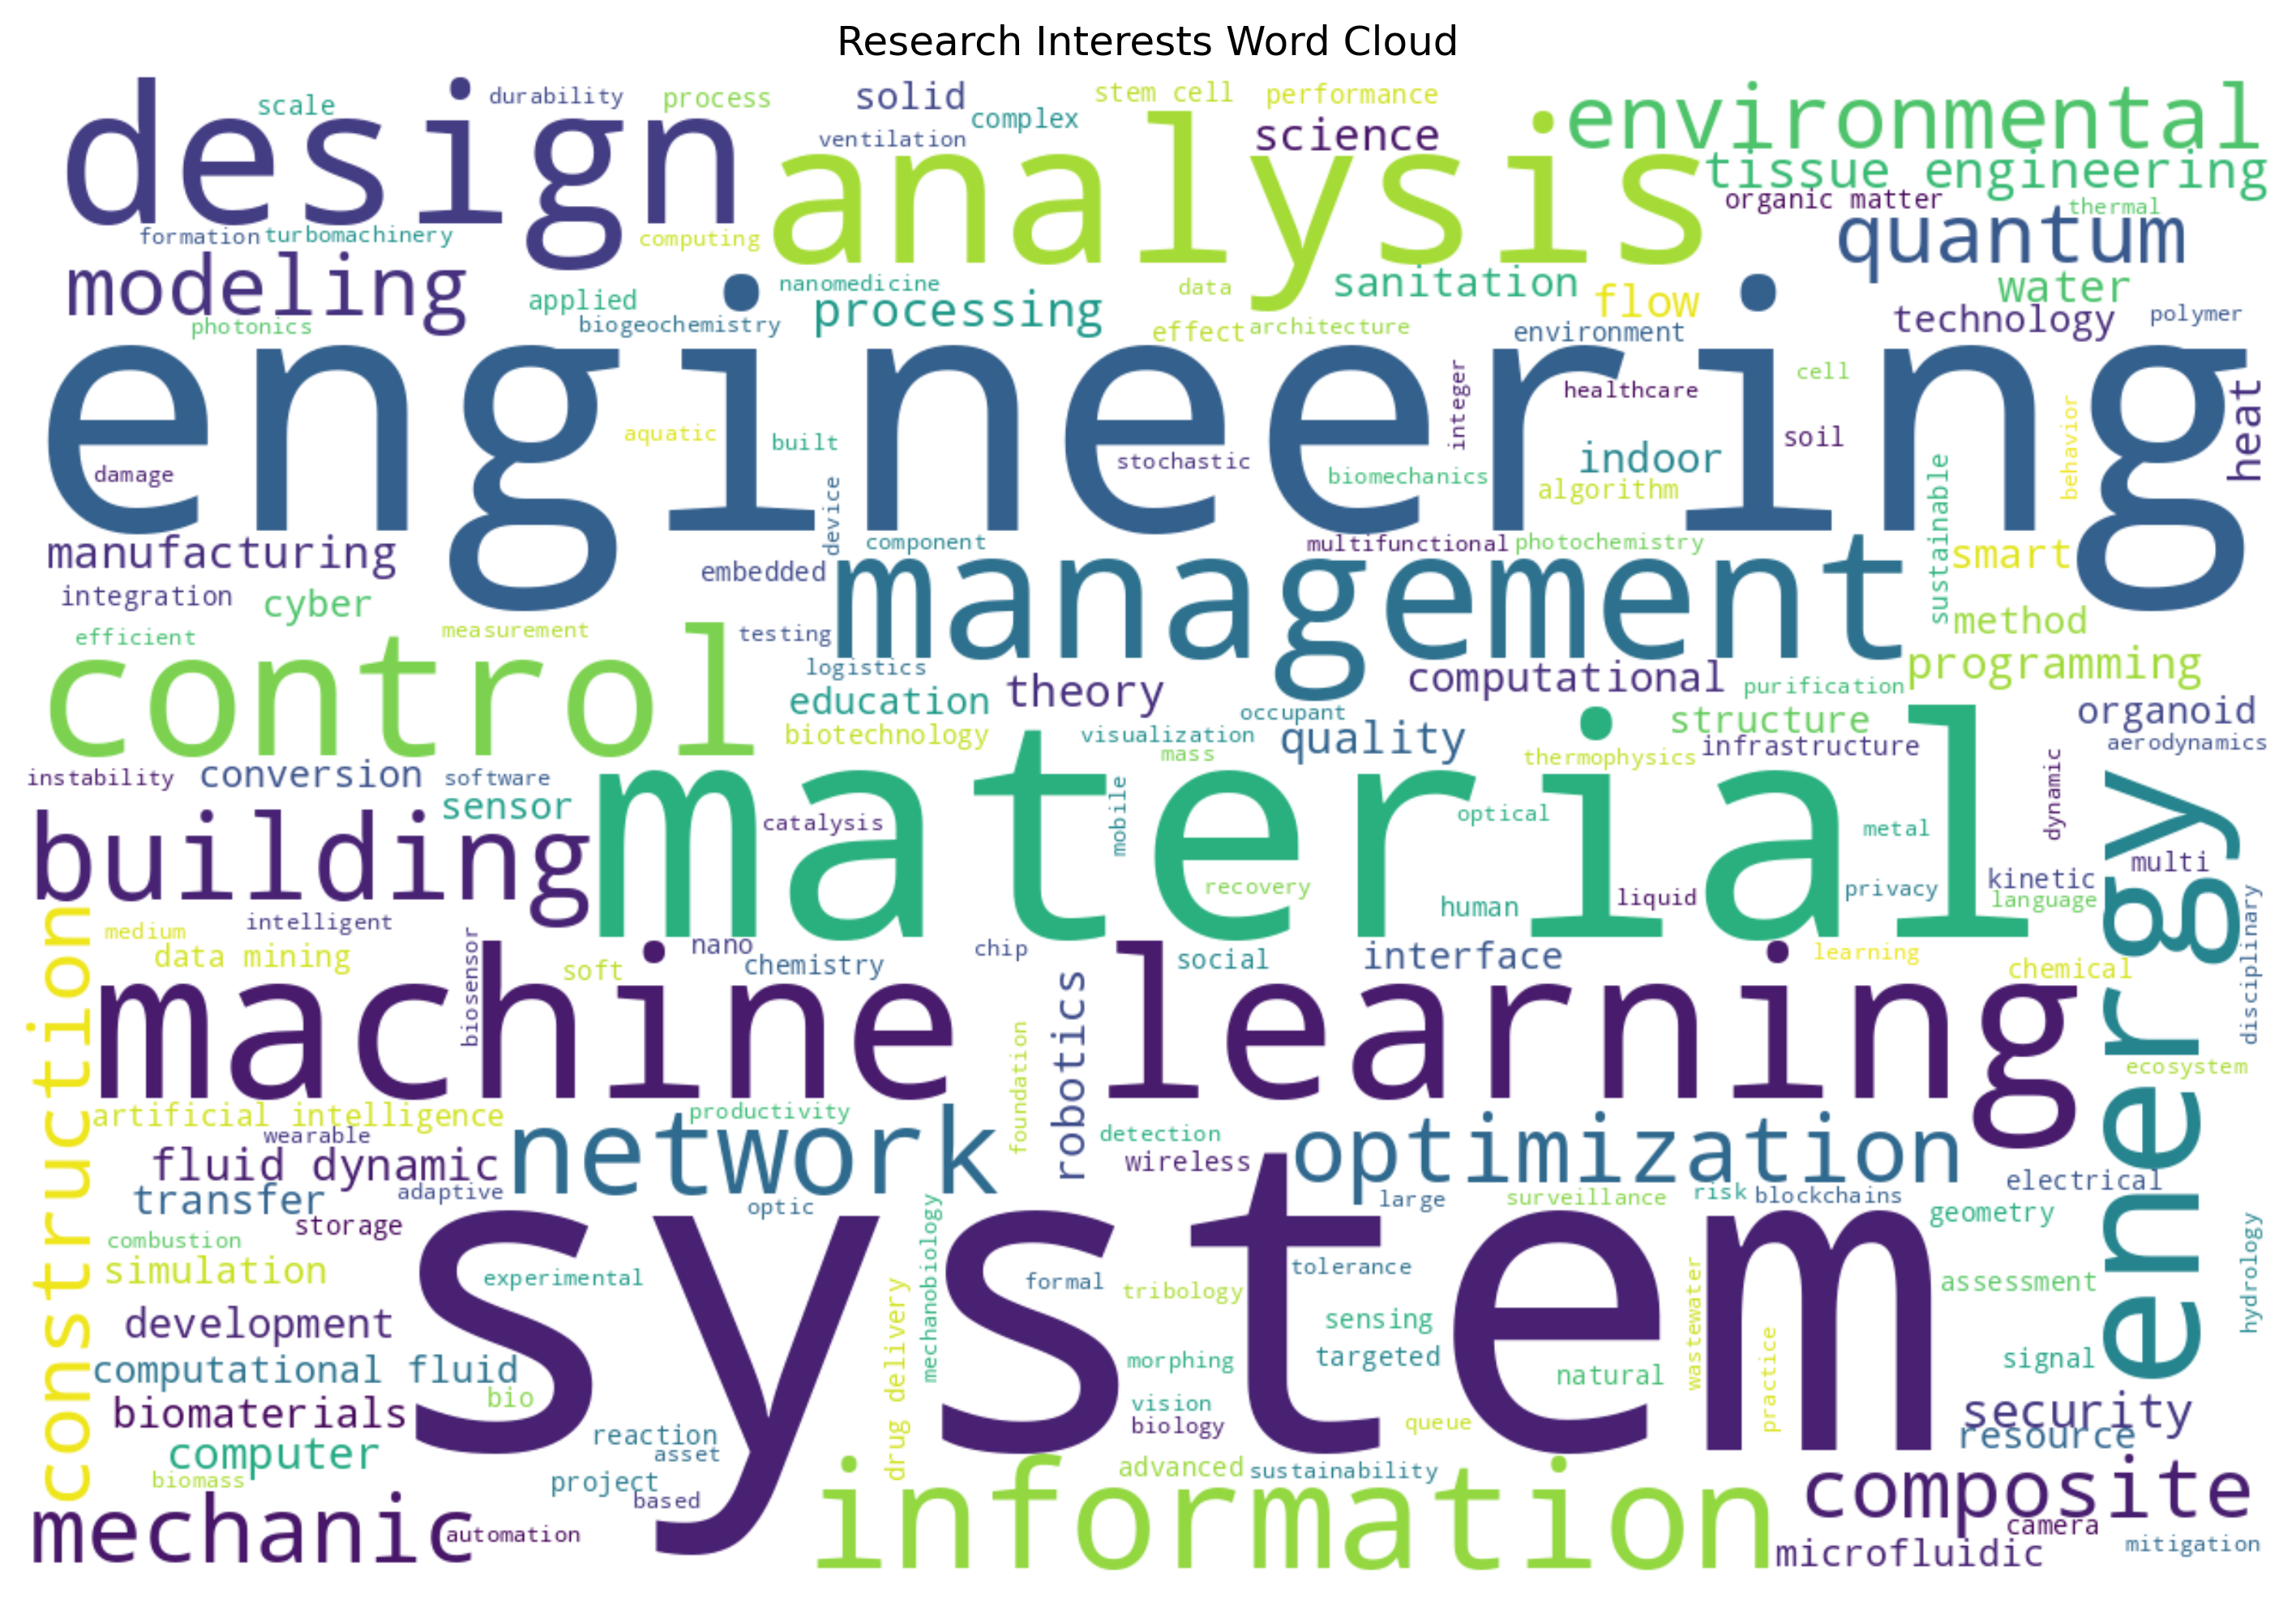 Research Interests Word Cloud
design
durability
process
solid
stem cell
performance
environmental
scale
complex
ventilation
analysis
science
tissue engineering
organic matter
thermal
formation
turbomachinery
computing
quantum
modeling
nanomedicine
data
sanitation
flow
water
applied
processing
photonics
biogeochemistry
effect
architecture
environment
technology
polymer
engineering
integer
healthcare
cell
heat
aquatic
built
behavior
soil
damage
stochastic
biomechanics
indoor
algorithm
device
sustainable
manufacturing
component
multifunctional
photochemistry
smart
embedded
management
integration
cyber
efficient
measurement
testing
method
control
logistics
theory
computational
purification
programming
education
occupant
structure
organoid
biotechnology
visualization
quality
infrastructure
aerodynamics
mass
thermophysics
instability
conversion
software
dynamic
sensor
material
mobile
optical
metal
building
catalysis
energy
multi
recovery
human
liquid
privacy
kinetic
language
construction
medium
intelligent
nano
chip
disciplinary
data mining
biosensor
soft
chemistry
social
interface
learning
chemical
machine learning
robotics
foundation
ecosystem
artificial intelligence
productivity
wearable
network
detection
optimization
fluid dynamic
wireless
electrical
transfer
adaptive
optic
large
surveillance
risk
blockchains
storage
mechanobiology
geometry
combustion
system
hydrology
simulation
experimental
formal
tolerance
tribology
wastewater
assessment
development
drug delivery
sensing
practice
computational fluid
morphing
targeted
natural
signal
bio
vision
biomaterials
biology
queue
security
computer
reaction
resource
asset
biomass
project
advanced
sustainability
based
information
composite
mechanic
automation
camera
microfluidic
mitigation